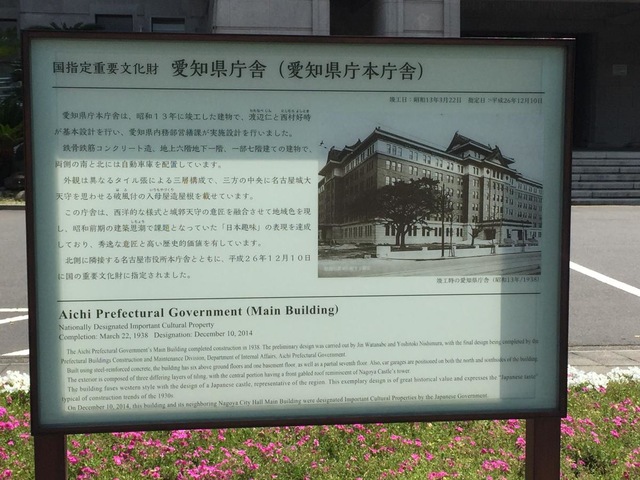 国指定重要文化財 愛知県庁舎（愛知県庁本庁舎）
竣工日：昭和13年3月22日 指定日：平成26年12月10日
愛知県庁本庁舎は、昭和１３年に竣工した建物で、渡辺仁と西村好時
が基本設計を行い、愛知県内務部営繕課が実施設計を行いました。
鉄骨鉄筋コンクリート造、地上六階地下一階、一部七階建ての建物で、
両側の南と北には自動車庫を配置しています。
外観は異なるタイル張による三層構成で、三方の中央に名古屋城大
天守を思わせる破風付の入母屋造屋根を載せています。
この庁舎は、西洋的な様式と城郭天守の意匠を融合させて地域色を現
し、昭和前期の建築思潮で課題となっていた「日本趣味」の表現を達成
しており、秀逸な意匠と高い歴史的価値を有しています。
北側に隣接する名古屋市役所本庁舎とともに、平成２６年１２月１０日
に国の重要文化財に指定されました。
竣工時の愛知県庁舎（昭和13年/1938）
Aichi Prefectural Government (Main Building)
Nationally Designated Important Cultural Property
Completion: March 22, 1938 Designation: December 10, 2014
The Aichi Prefectural Government's Main Building completed construction in 1938. The preliminary design was carried out by Jin Watanabe and Yoshitoki Nishimura, with the final design being completed by the
Prefectural Buildings Construction and Maintenance Division, Department of Internal Affairs, Aichi Prefectural Government.
Built using steel-reinforced concrete, the building has six above ground floors and one basement floor, as well as a partial seventh floor. Also, car garages are positioned on both the north and south sides of the building.
The exterior is composed of three differing layers of tiling, with the central portion having a front gabled roof reminiscent of Nagoya Castle's tower.
The building fuses western style with the design of a Japanese castle, representative of the region. This exemplary design is of great historical value and expresses the "Japanese taste"
typical of construction trends of the 1930s.
On December 10, 2014, this building and its neighboring Nagoya City Hall Main Building were designated Important Cultural Properties by the Japanese Government.